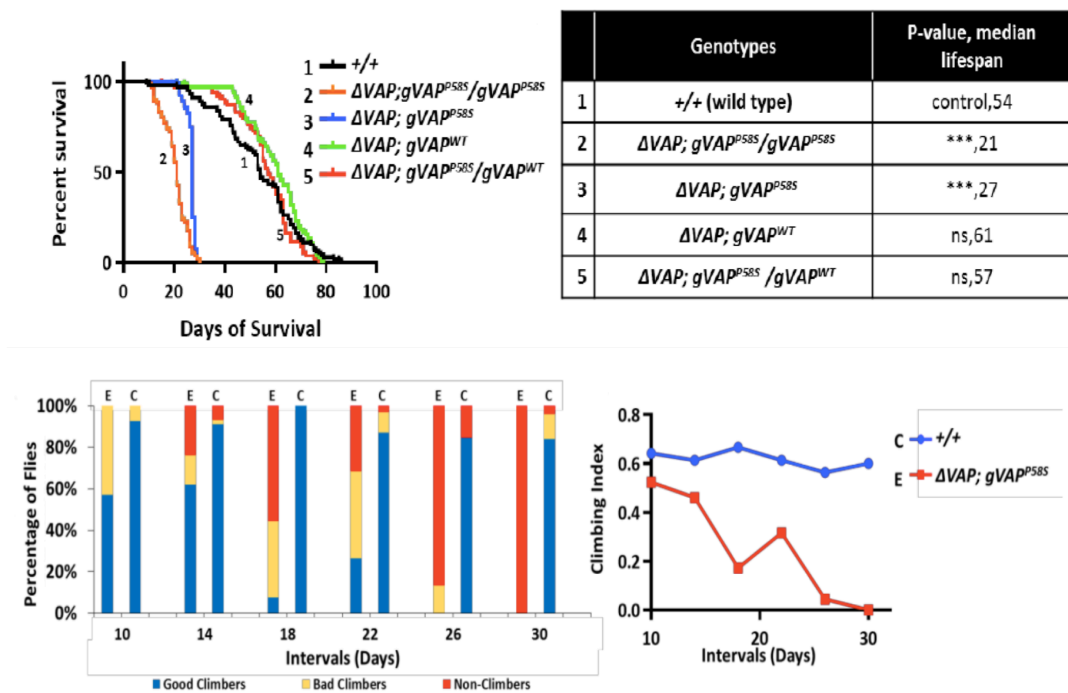 1 +/+
2 ΔVAP;gVAP^P58S/gVAP^P58S
3 ΔVAP; gVAP^P58S
4 ΔVAP; gVAP^WT
5 ΔVAP; gVAP^P58S/gVAP^WT
Percent survival
100
50
0
0 20 40 60 80 100
Days of Survival
1
2
3
4
5
Genotypes P-value, median lifespan
1 +/+ (wild type) control,54
2 ΔVAP; gVAP^P58S/gVAP^P58S ***,21
3 ΔVAP; gVAP^P58S ***,27
4 ΔVAP; gVAP^WT ns,61
5 ΔVAP; gVAP^P58S /gVAP^WT ns,57
E C E C E C E C E C E C
Percentage of Flies
100%
80%
60%
40%
20%
0%
10 14 18 22 26 30
Intervals (Days)
Good Climbers Bad Climbers Non-Climbers
Climbing Index
0.8
0.6
0.4
0.2
0.0
10 20 30
Intervals (Days)
C +/+
E ΔVAP; gVAP^P58S